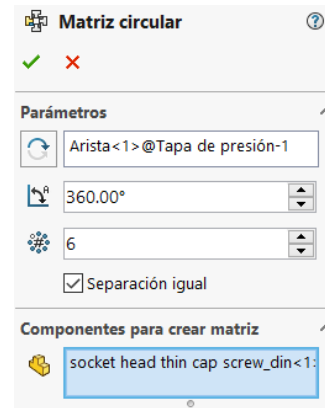 Matriz circular
Parámetros
Arista<1>@Tapa de presión-1
360.00°
6
Separación igual
Componentes para crear matriz
socket head thin cap screw_din<1>